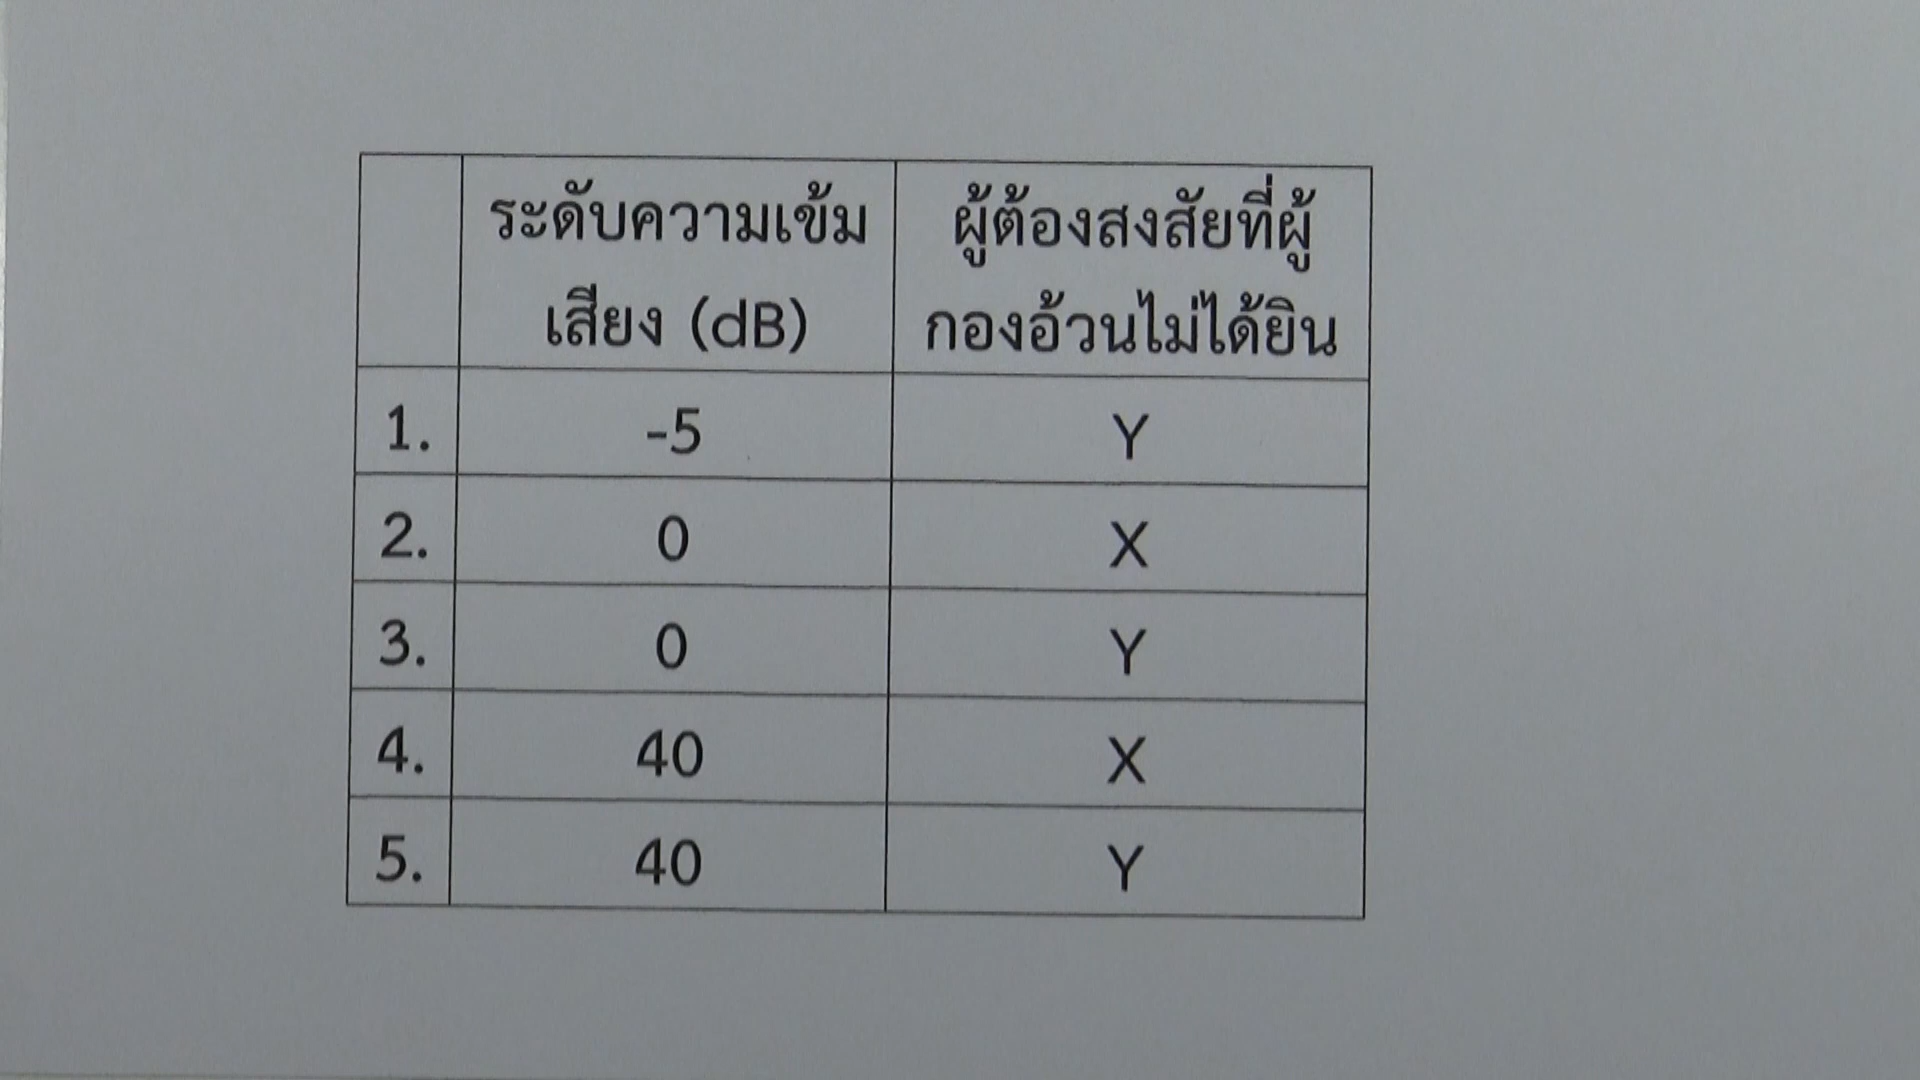 ระดับความเข้ม ผู้ต้องสงสัยที่ผู้
เสียง (dB) กองอ้วนไม่ได้ยิน
1. -5 Y
2. 0 X
3. 0 Y
4. 40 X
5. 40 Y